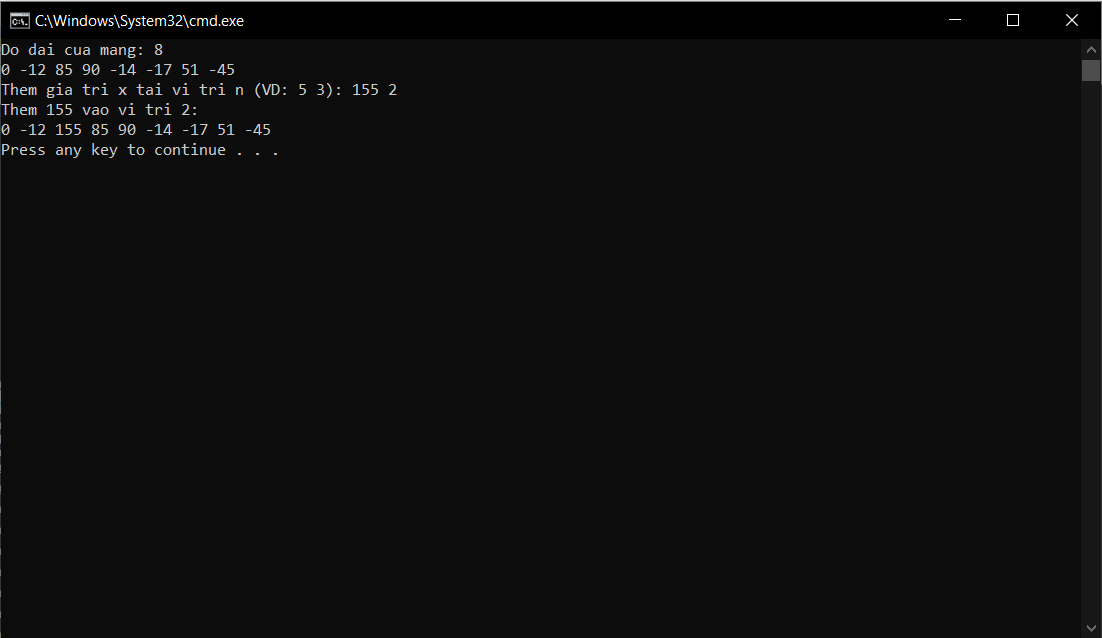 C:\Windows\System32\cmd.exe
Do dai cua mang: 8
0 -12 85 90 -14 -17 51 -45
Them gia tri x tai vi tri n (VD: 5 3): 155 2
Them 155 vao vi tri 2:
0 -12 155 85 90 -14 -17 51 -45
Press any key to continue . . .